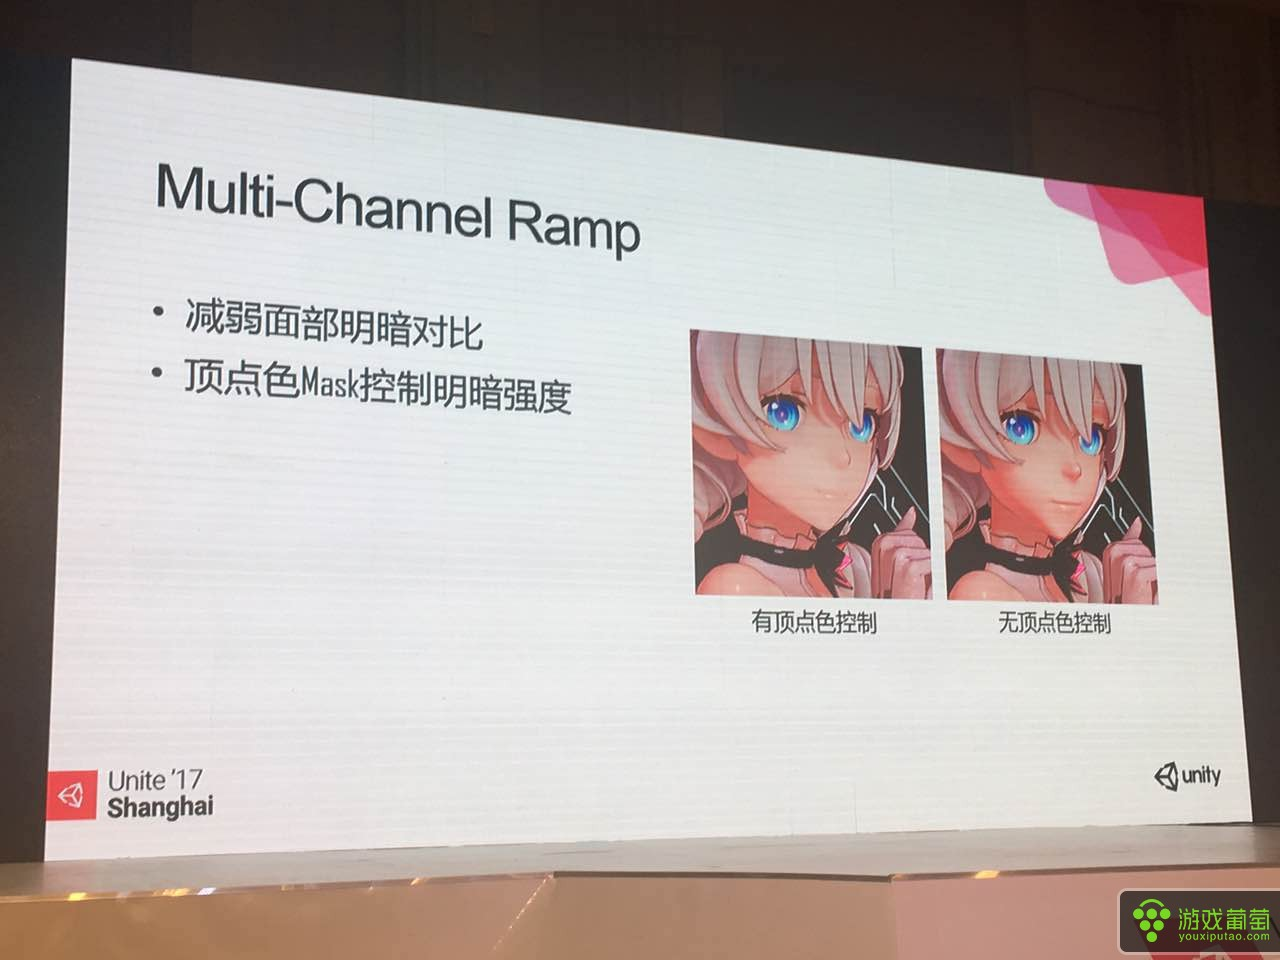 Multi-Channel Ramp
• 减弱面部明暗对比
• 顶点色Mask控制明暗强度
有顶点色控制
无顶点色控制
Unite '17
Shanghai
unity
游戏葡萄
youxiputao.com